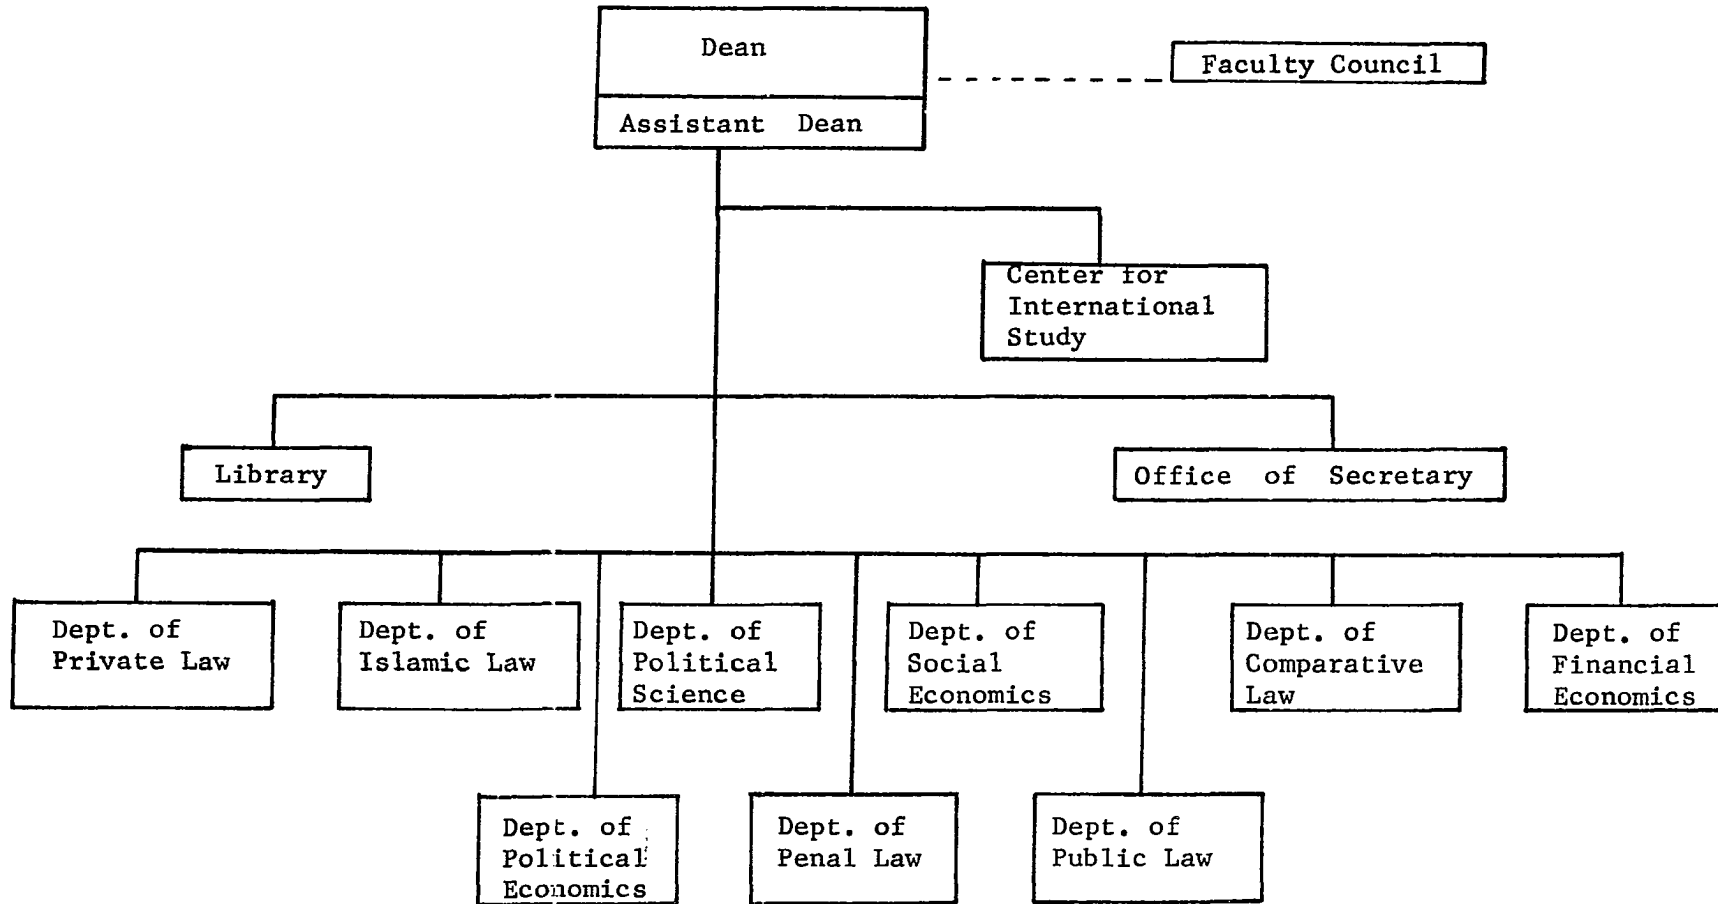 Dean
Faculty Council
Assistant Dean
Center for
International
Study
Library
Office of Secretary
Dept. of
Private Law
Dept. of
Islamic Law
Dept. of
Political
Science
Dept. of
Social
Economics
Dept. of
Comparative
Law
Dept. of
Financial
Economics
Dept. of
Political
Economics
Dept. of
Penal Law
Dept. of
Public Law